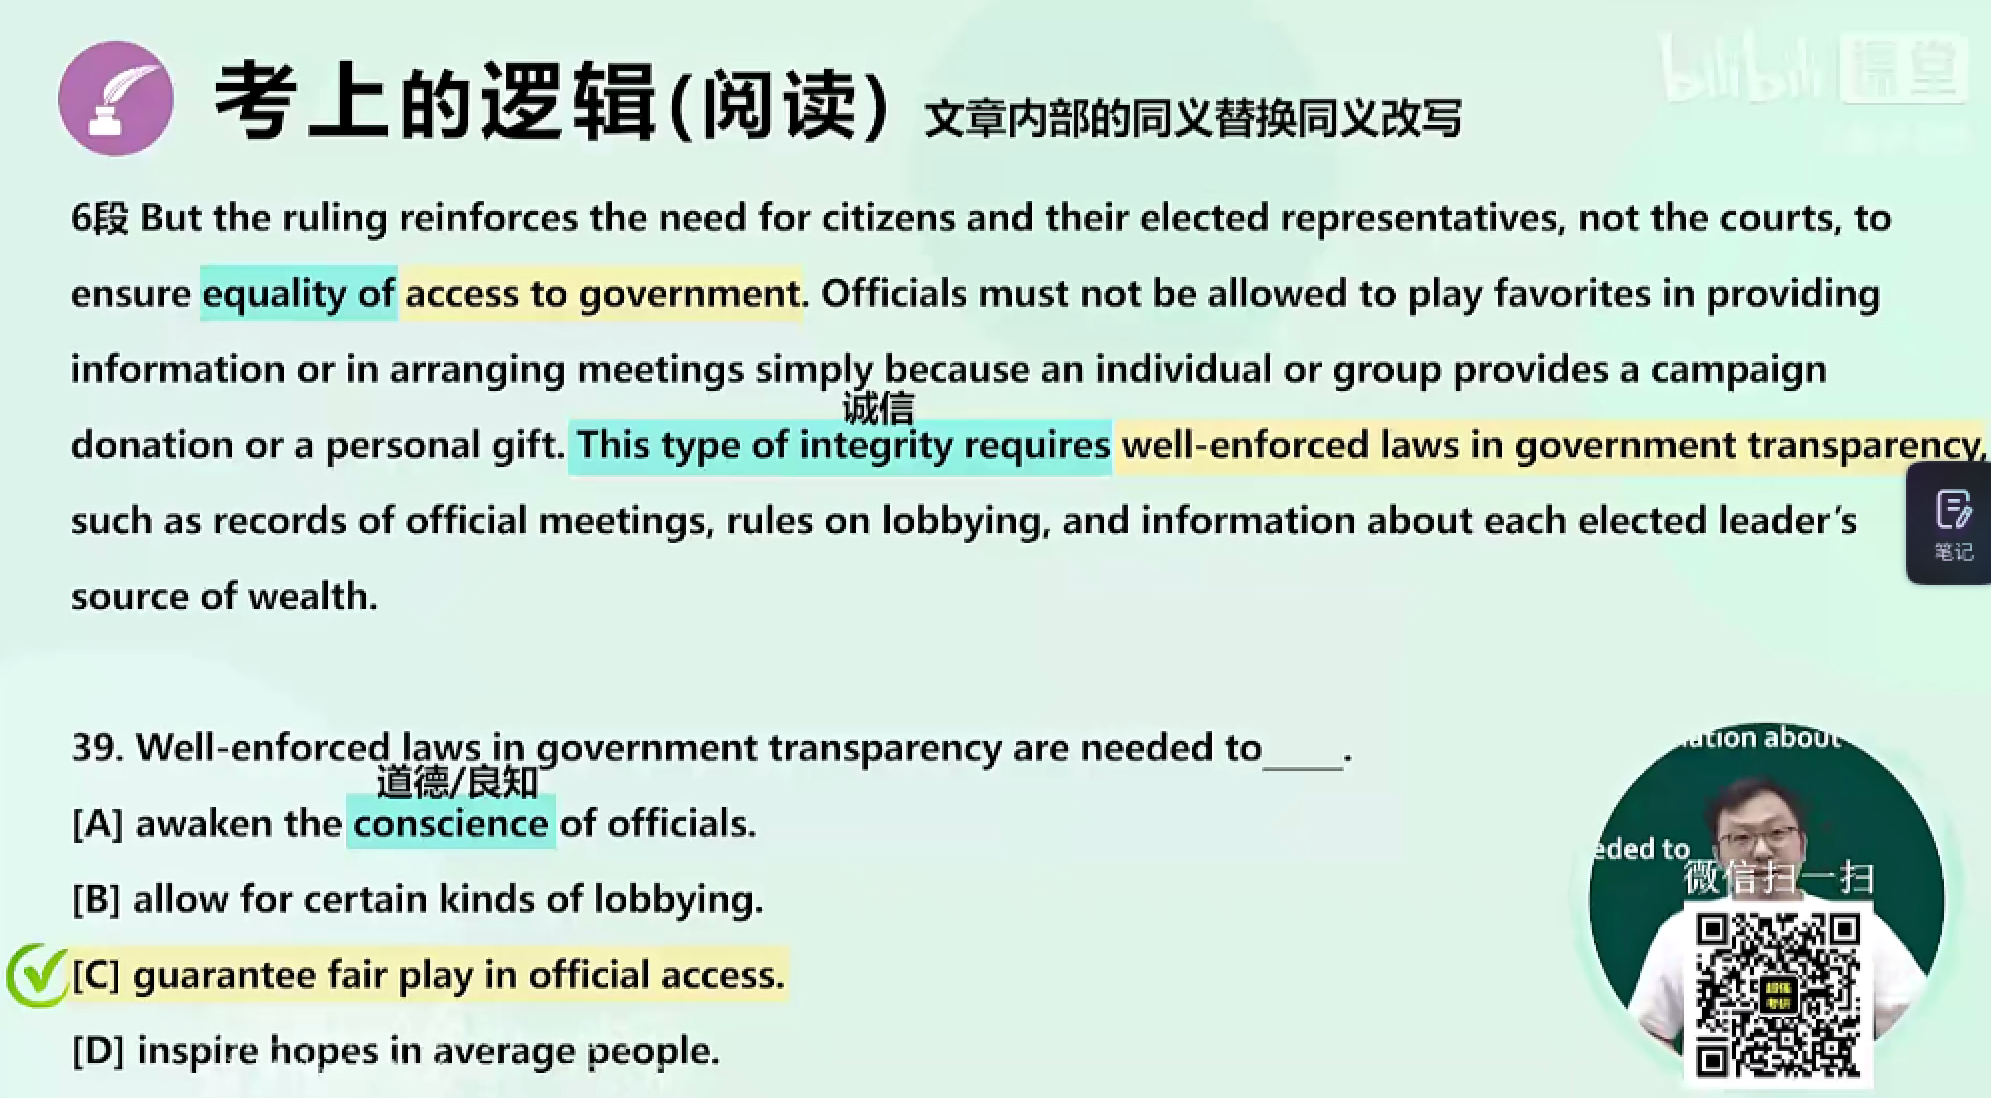 考上的逻辑(阅读) 文章内部的同义替换同义改写
bilibili 课堂
6段 But the ruling reinforces the need for citizens and their elected representatives, not the courts, to
ensure equality of access to government. Officials must not be allowed to play favorites in providing
information or in arranging meetings simply because an individual or group provides a campaign
诚信
donation or a personal gift. This type of integrity requires well-enforced laws in government transparency,
such as records of official meetings, rules on lobbying, and information about each elected leader's
source of wealth.
笔记
39. Well-enforced laws in government transparency are needed to____.
道德/良知
[A] awaken the conscience of officials.
[B] allow for certain kinds of lobbying.
[C] guarantee fair play in official access.
[D] inspire hopes in average people.
ation about
eded to
微信扫一扫